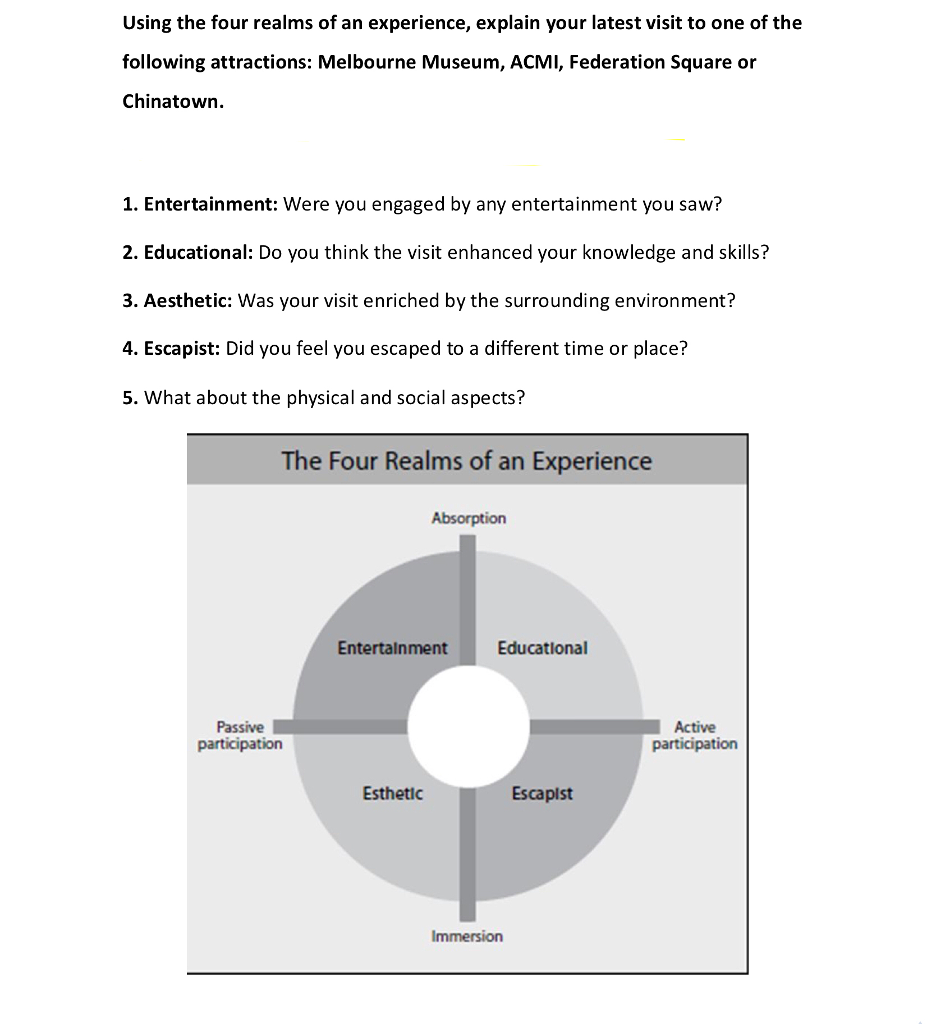 Using the four realms of an experience, explain your latest visit to one of the
following attractions: Melbourne Museum, ACMI, Federation Square or
Chinatown.
1. Entertainment: Were you engaged by any entertainment you saw?
2. Educational: Do you think the visit enhanced your knowledge and skills?
3. Aesthetic: Was your visit enriched by the surrounding environment?
4. Escapist: Did you feel you escaped to a different time or place?
5. What about the physical and social aspects?
The Four Realms of an Experience
Absorption
Entertainment
Educational
Passive
participation
Active
participation
Esthetic
Escapist
Immersion